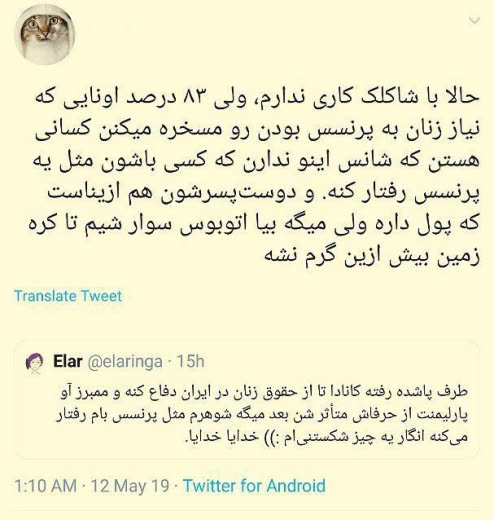 حالا با شاکلک کاری ندارم، ولی ۸۳ درصد اونایی که
نیاز زنان به پرنسس بودن رو مسخره میکنن کسانی
هستن که شانس اینو ندارن که کسی باشون مثل یه
پرنسس رفتار کنه. و دوست‌پسرشون هم ازیناست
که پول داره ولی میگه بیا اتوبوس سوار شیم تا کره
زمین بیش ازین گرم نشه
Translate Tweet
Elar @elaringa · 15h
طرف پاشده رفته کانادا تا از حقوق زنان در ایران دفاع کنه و ممبرز آو
پارلیمنت از حرفاش متأثر شن بعد میگه شوهرم مثل پرنسس بام رفتار
می‌کنه انگار یه چیز شکستنی‌ام :)) خدایا خدایا.
1:10 AM · 12 May 19 · Twitter for Android